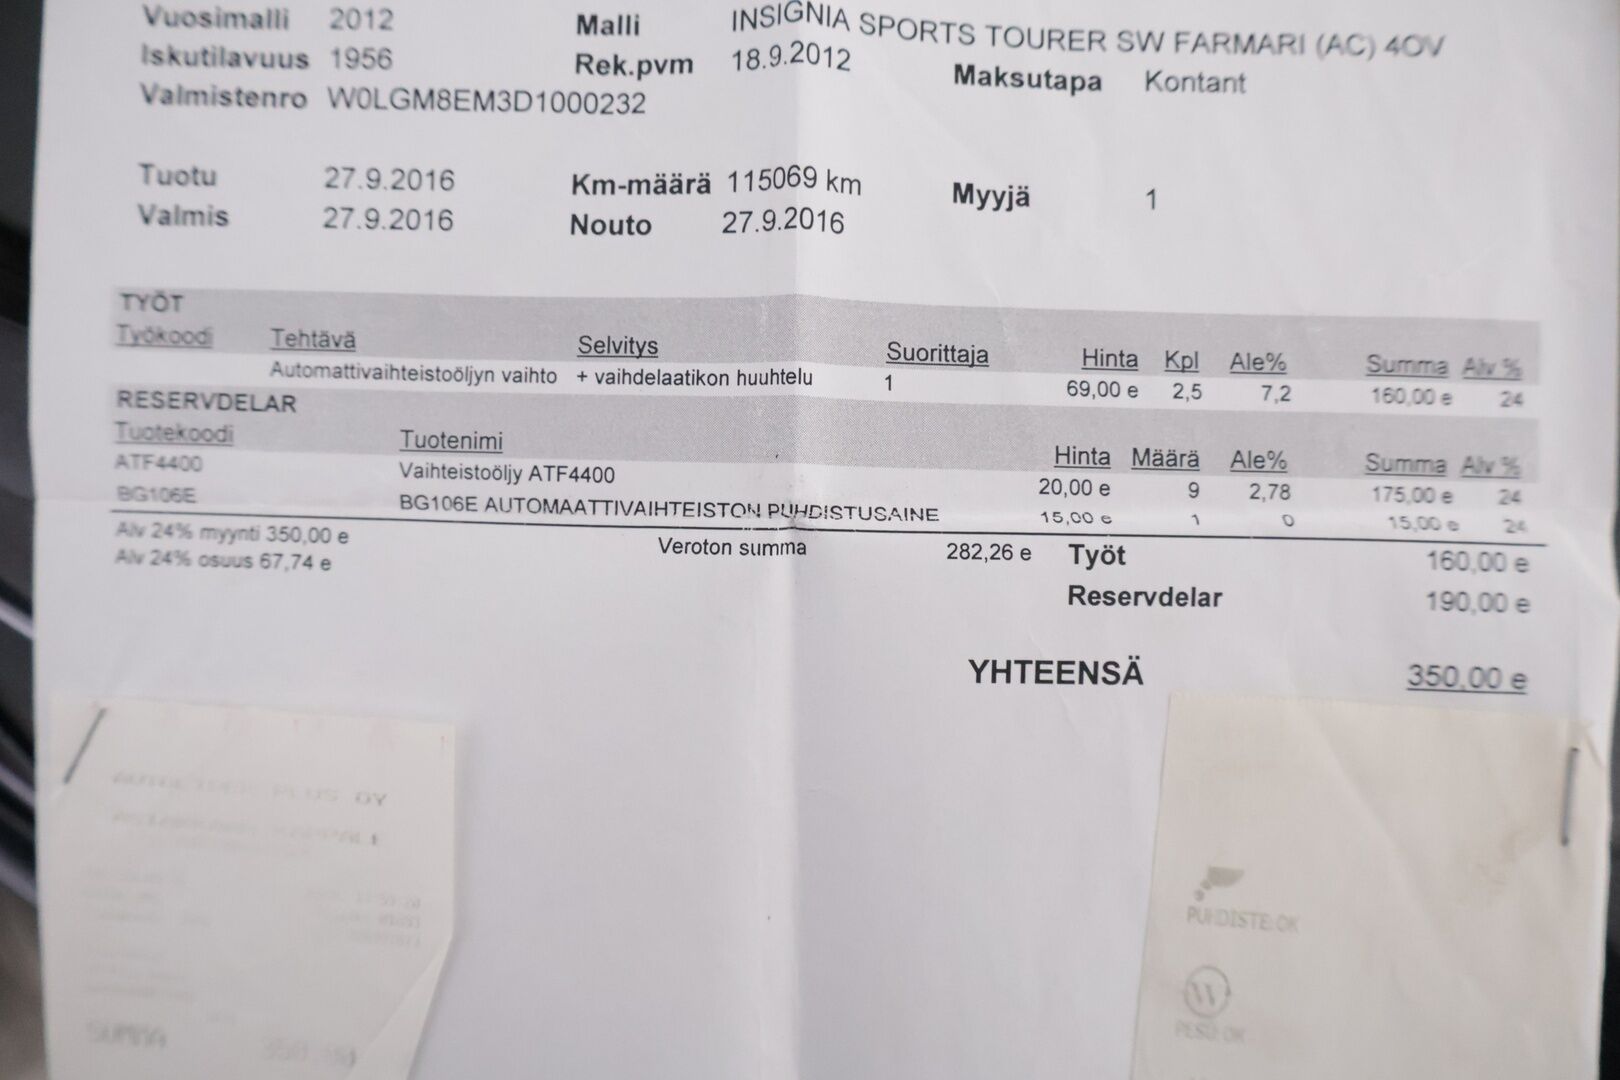 Vuosimalli 2012 Malli INSIGNIA SPORTS TOURER SW FARMARI (AC) 4OV
Iskutilavuus 1956 Rek.pvm 18.9.2012 Maksutapa Kontant
Valmistenro W0LGM8EM3D1000232
Tuotu 27.9.2016 Km-määrä 115069 km Myyjä 1
Valmis 27.9.2016 Nouto 27.9.2016
TYÖT
Työkoodi Tehtävä Selvitys Suorittaja Hinta Kpl Ale% Summa Alv %
Automattivaihteistoöljyn vaihto + vaihdelaatikon huuhtelu 1 69,00 e 2,5 7,2 160,00 e 24
RESERVDELAR
Tuotekoodi Tuotenimi Hinta Määrä Ale% Summa Alv %
ATF4400 Vaihteistoöljy ATF4400 20,00 e 9 2,78 175,00 e 24
BG106E BG106E AUTOMAATTIVAIHTEISTON PUHDISTUSAINE 15,00 e 1 0 15,00 e 24
Alv 24% myynti 350,00 e Veroton summa 282,26 e Työt 160,00 e
Alv 24% osuus 67,74 e Reservdelar 190,00 e
YHTEENSÄ 350,00 e
PLUS OY
SUMMA
PUHDISTE:OK
PESU:OK